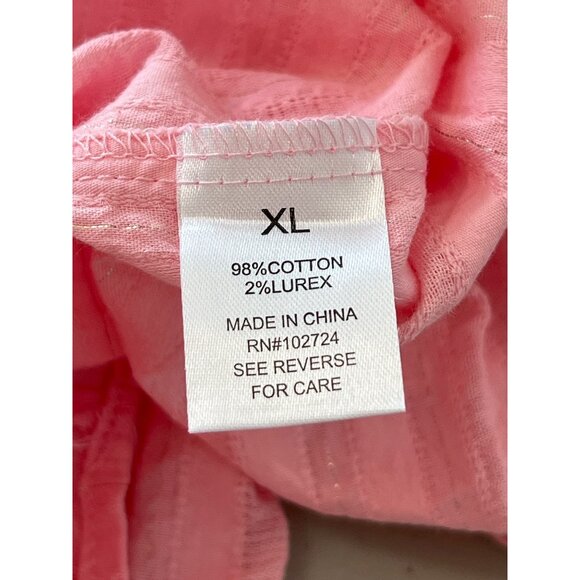 XL
98%COTTON
2%LUREX
MADE IN CHINA
RN#102724
SEE REVERSE
FOR CARE